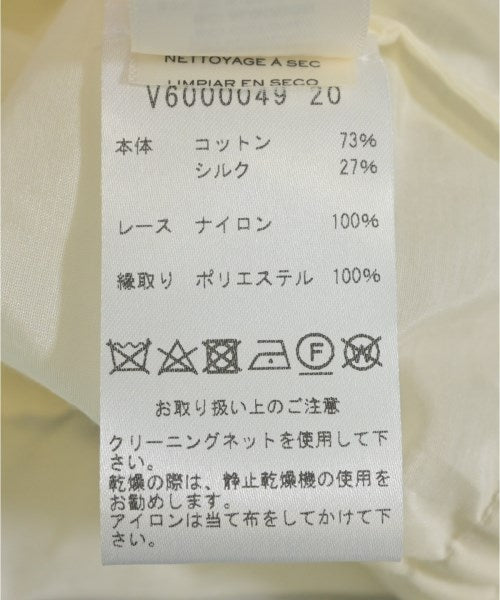 NETTOYAGE À SEC
LIMPIAR EN SECO
V6000049 20
本体 コットン 73%
シルク 27%
レース ナイロン 100%
縁取り ポリエステル 100%
F W
お取り扱い上のご注意
クリーニングネットを使用して下
さい。
乾燥の際は、静止乾燥機の使用を
お勧めします。
アイロンは当て布をしてかけて下
さい。